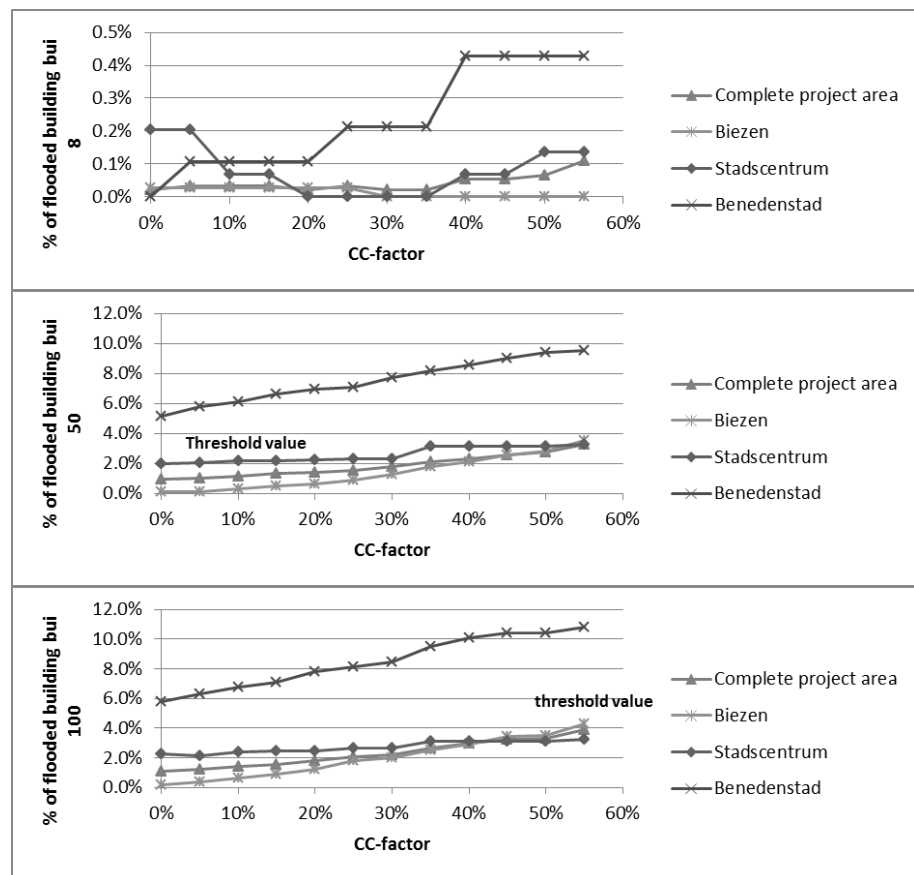 % of flooded building bui
8
0.5%
0.4%
0.3%
0.2%
0.1%
0.0%
0% 10% 20% 30% 40% 50% 60%
CC-factor
Complete project area
Biezen
Stadscentrum
Benedenstad
% of flooded building bui
50
12.0%
10.0%
8.0%
6.0%
4.0%
2.0%
0.0%
Threshold value
0% 10% 20% 30% 40% 50% 60%
CC-factor
Complete project area
Biezen
Stadscentrum
Benedenstad
% of flooded building bui
100
12.0%
10.0%
8.0%
6.0%
4.0%
2.0%
0.0%
threshold value
0% 10% 20% 30% 40% 50% 60%
CC-factor
Complete project area
Biezen
Stadscentrum
Benedenstad